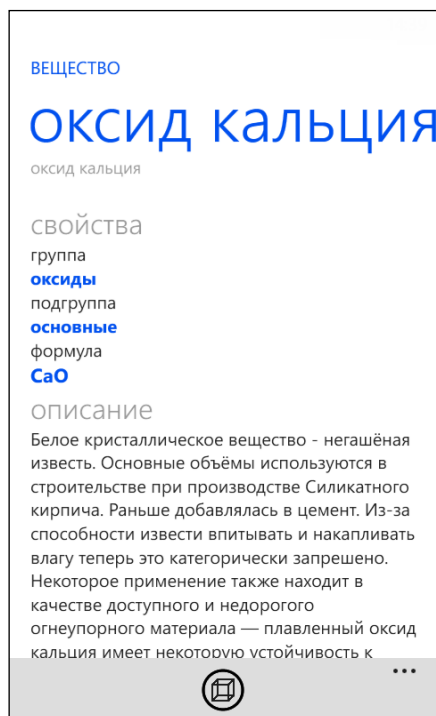 ВЕЩЕСТВО
оксид кальция
оксид кальция
свойства
группа
оксиды
подгруппа
основные
формула
CaO
описание
Белое кристаллическое вещество - негашёная
известь. Основные объёмы используются в
строительстве при производстве Силикатного
кирпича. Раньше добавлялась в цемент. Из-за
способности извести впитывать и накапливать
влагу теперь это категорически запрешено.
Некоторое применение также находит в
качестве доступного и недорогого
огнеупорного материала — плавленный оксид
кальция имеет некоторую устойчивость к